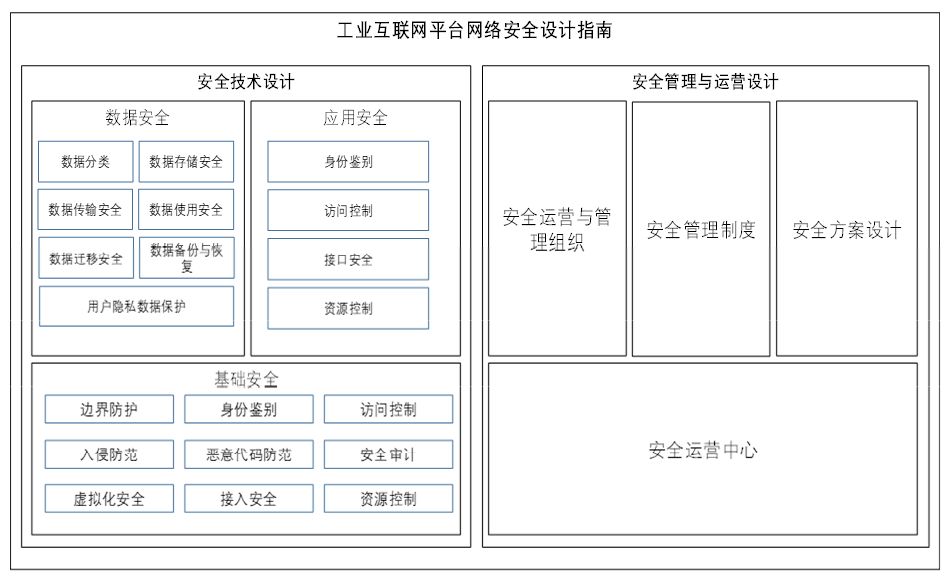 工业互联网平台网络安全设计指南
安全技术设计
数据安全
数据分类
数据存储安全
数据传输安全
数据使用安全
数据迁移安全
数据备份与恢
复
用户隐私数据保护
应用安全
身份鉴别
访问控制
接口安全
资源控制
基础安全
边界防护
身份鉴别
访问控制
入侵防范
恶意代码防范
安全审计
虚拟化安全
接入安全
资源控制
安全管理与运营设计
安全运营与管
理组织
安全管理制度
安全方案设计
安全运营中心